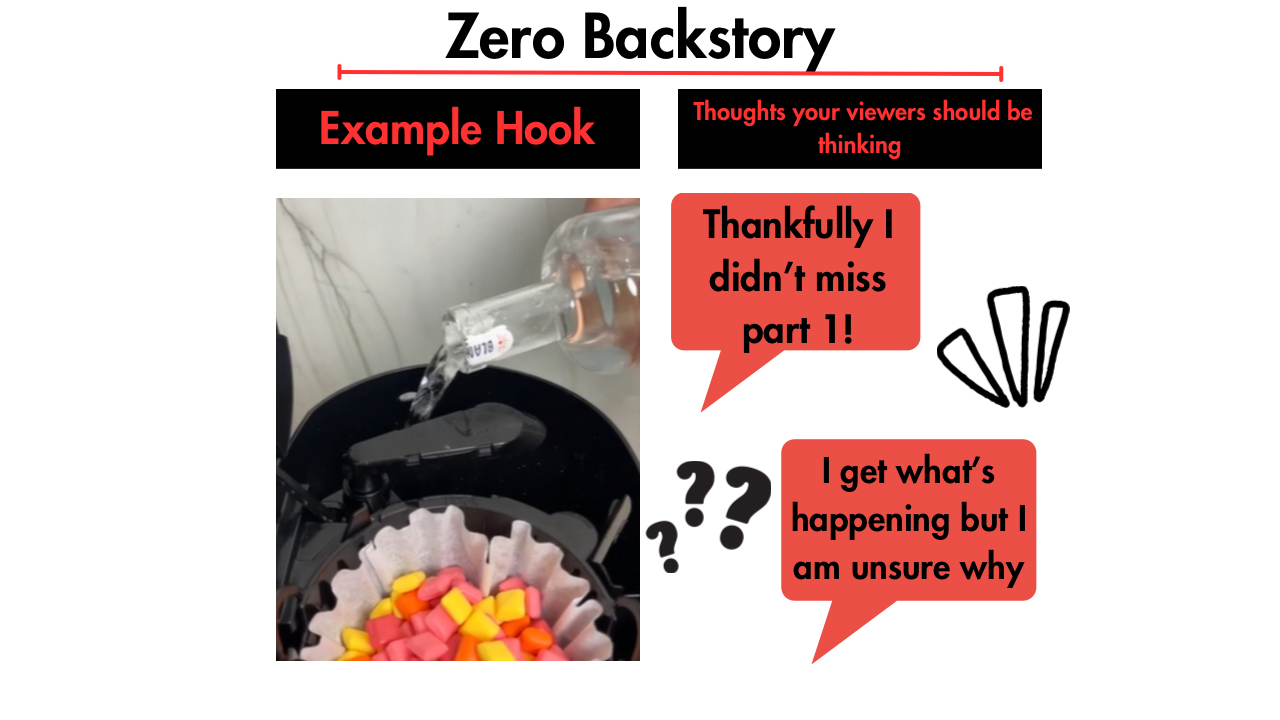 Zero Backstory
Example Hook
Thoughts your viewers should be
thinking
Thankfully I
didn't miss
part 1!
I get what's
happening but I
am unsure why
???